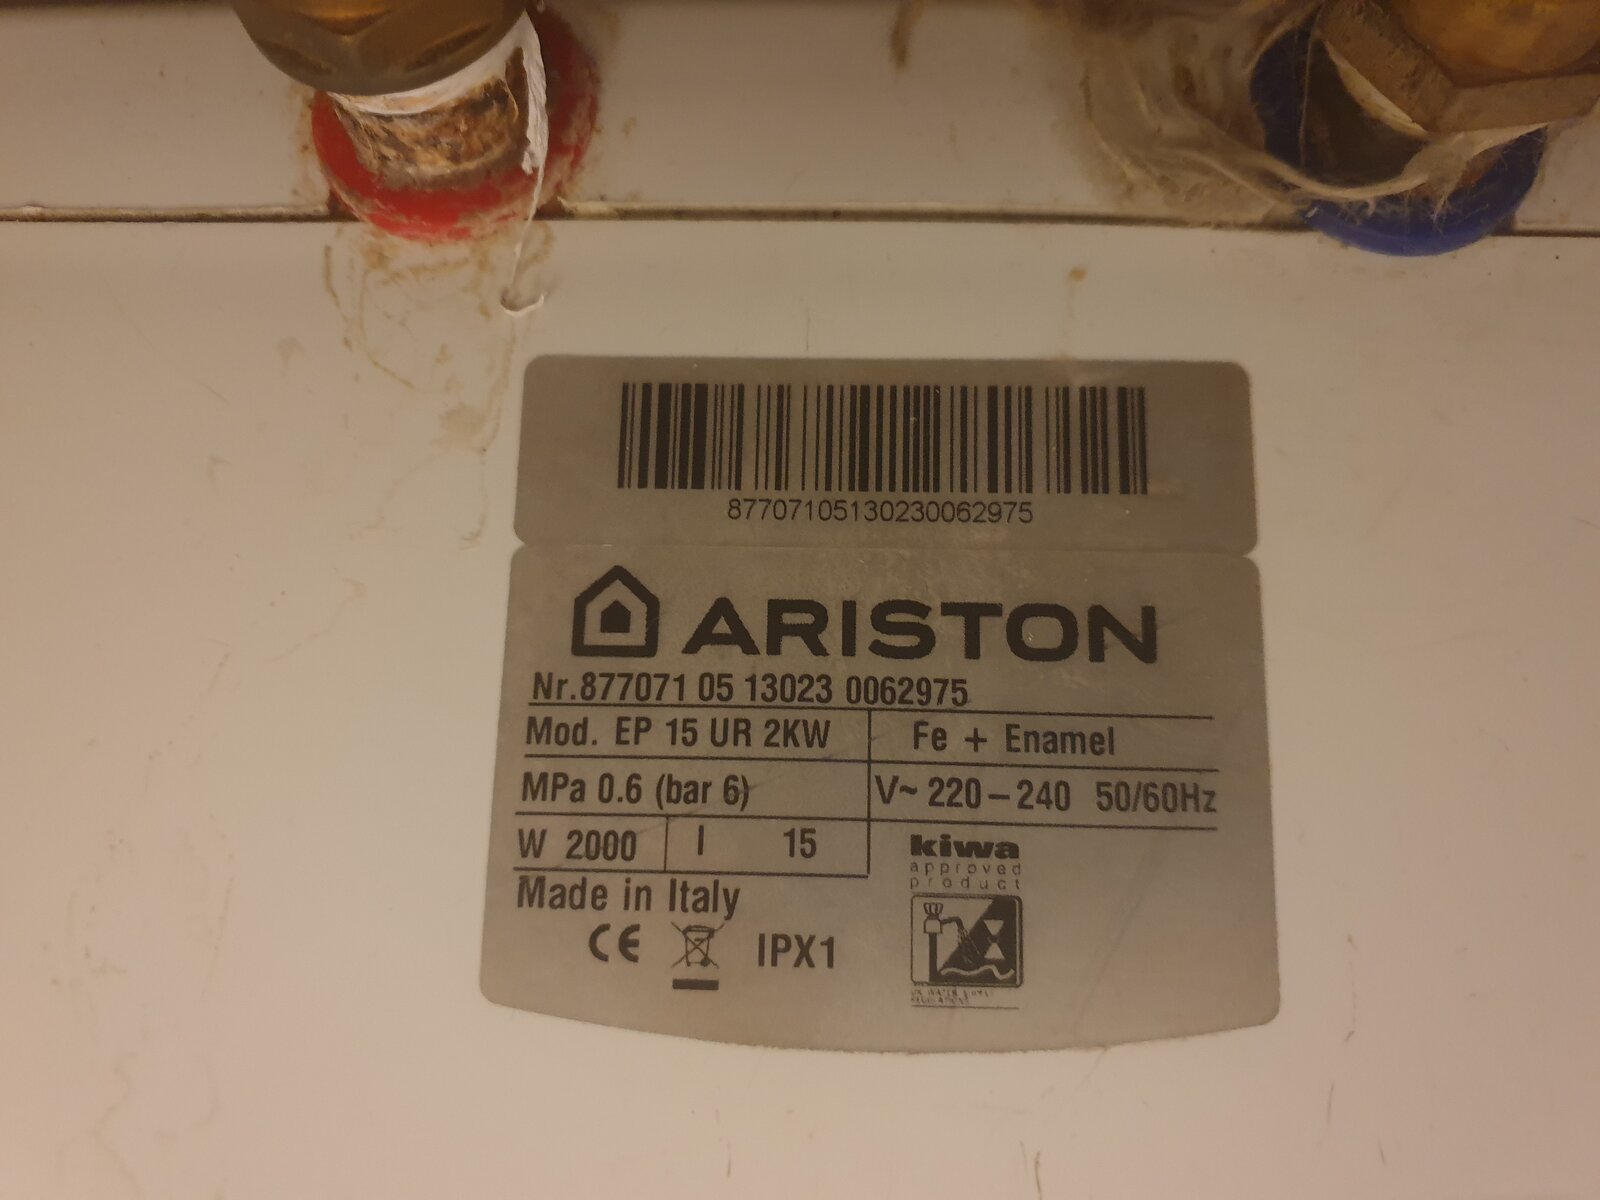 87707105130230062975
ARISTON
Nr.877071 05 13023 0062975
Mod. EP 15 UR 2KW
Fe + Enamel
MPa 0.6 (bar 6)
V~ 220-240 50/60Hz
W 2000
l 15
Made in Italy
CE
IPX1
kiwa
approved
product
REGULATIONS